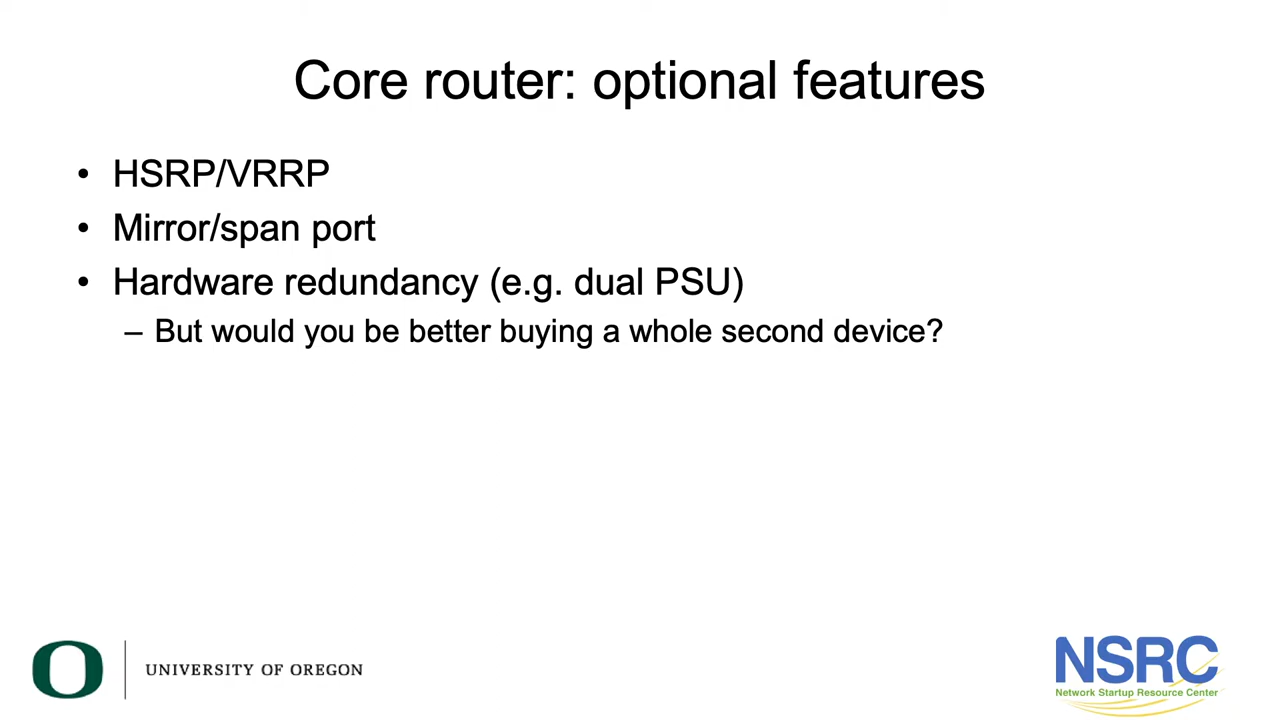 Core router: optional features
• HSRP/VRRP
• Mirror/span port
• Hardware redundancy (e.g. dual PSU)
– But would you be better buying a whole second device?
O
UNIVERSITY OF OREGON
NSRC
Network Startup Resource Center